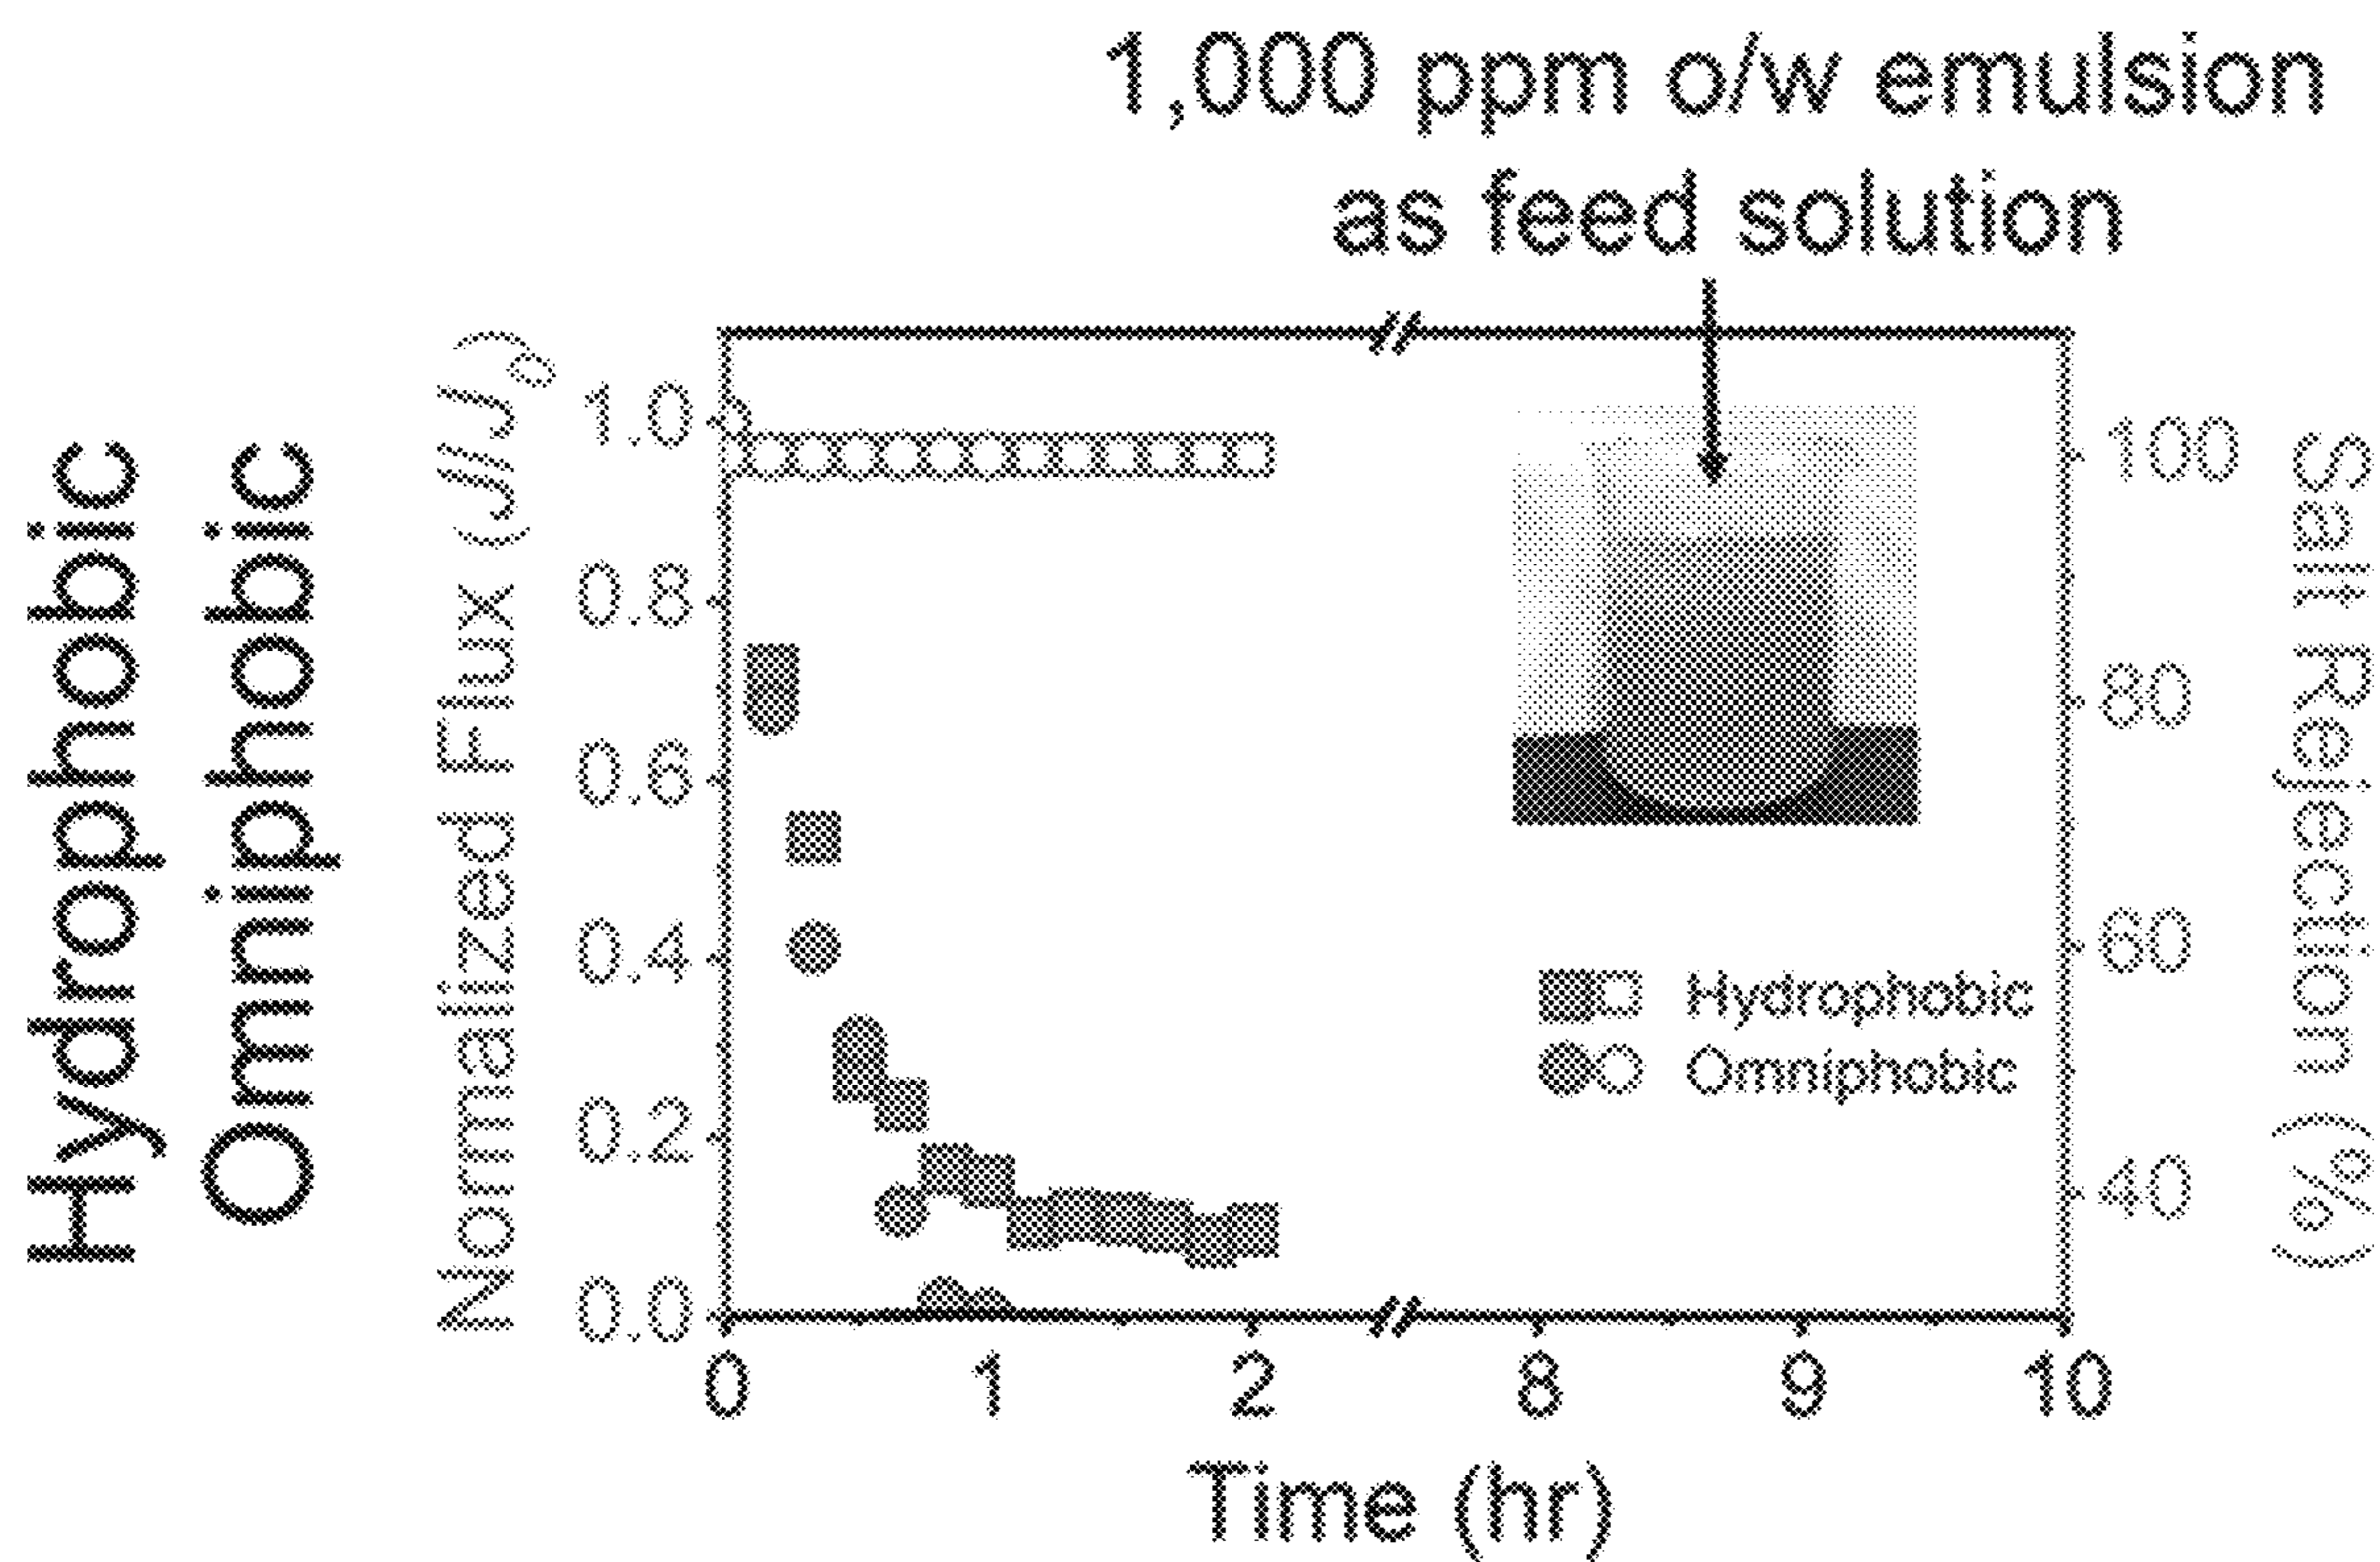 1,000 ppm o/w emulsion
as feed solution
Hydrophobic
Omniphobic
Normalized Flux (J/J0)
1.0
0.8
0.6
0.4
0.2
0.0
100
80
60
40
Salt Rejection (%)
Hydrophobic
Omniphobic
0 1 2 8 9 10
Time (hr)